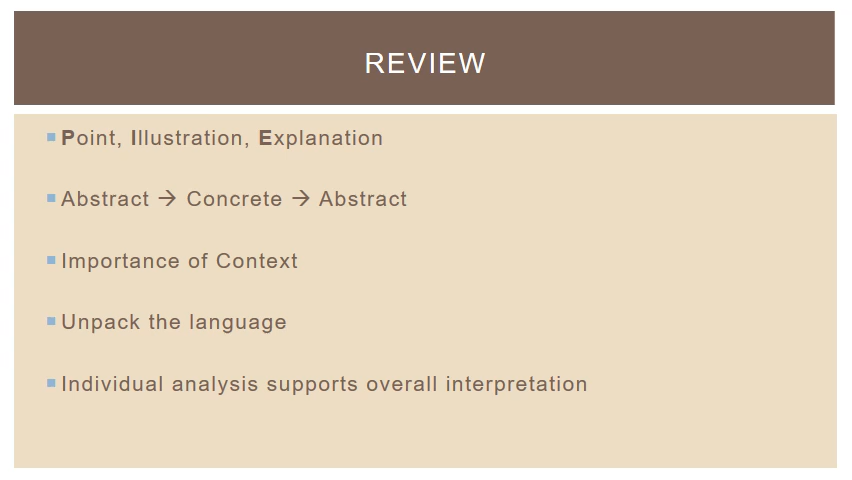 REVIEW
Point, Illustration, Explanation
Abstract → Concrete → Abstract
Importance of Context
Unpack the language
Individual analysis supports overall interpretation